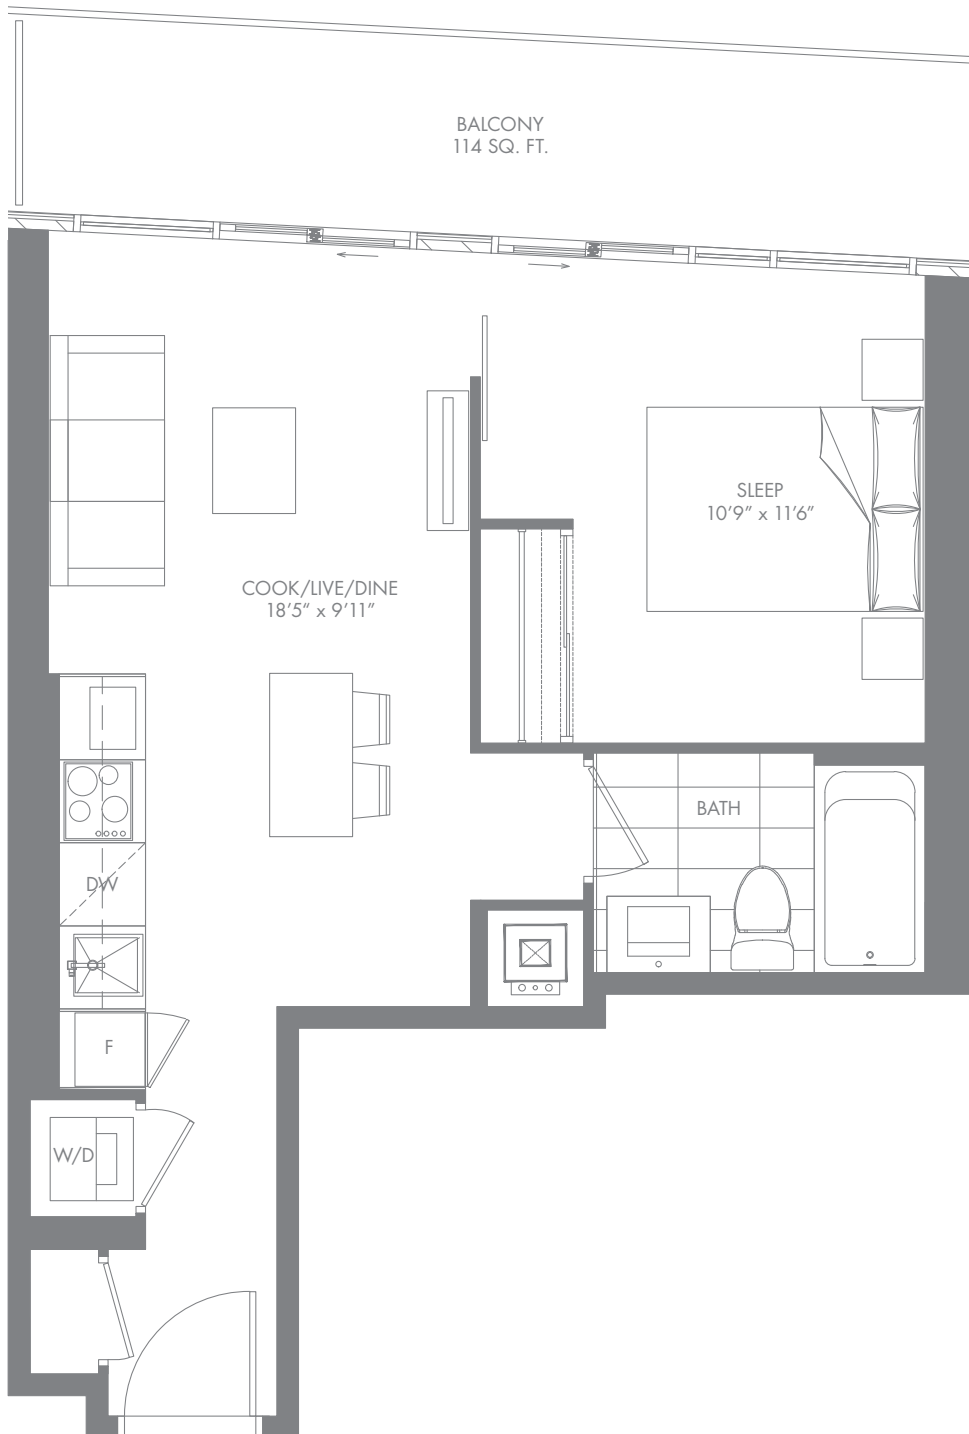 BALCONY
114 SQ. FT.
SLEEP
10’9” x 11’6”
COOK/LIVE/DINE
18’5” x 9’11”
BATH
DW
F
W/D